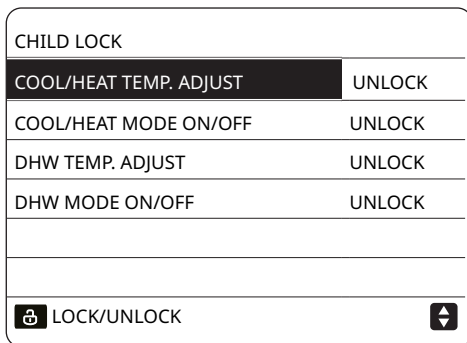 CHILD LOCK
COOL/HEAT TEMP. ADJUST UNLOCK
COOL/HEAT MODE ON/OFF UNLOCK
DHW TEMP. ADJUST UNLOCK
DHW MODE ON/OFF UNLOCK
LOCK/UNLOCK